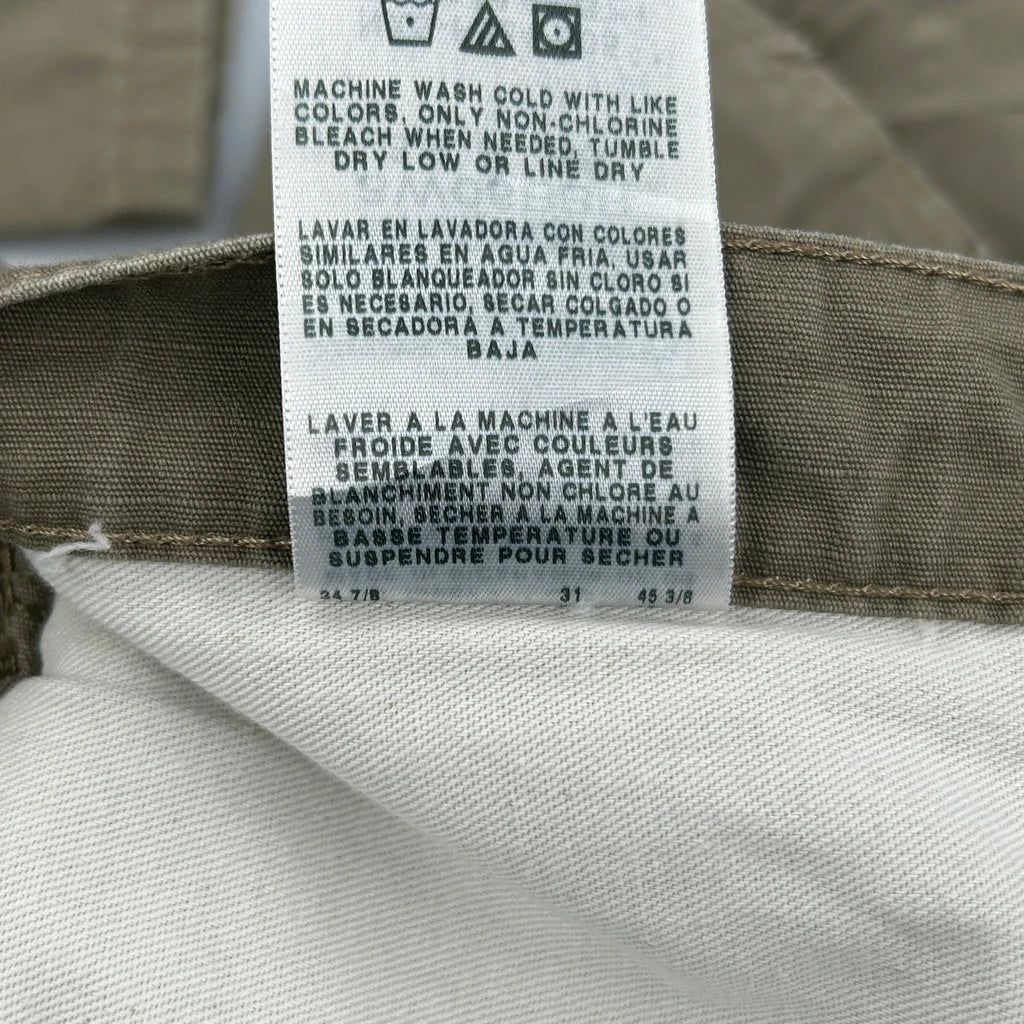 MACHINE WASH COLD WITH LIKE
COLORS, ONLY NON-CHLORINE
BLEACH WHEN NEEDED, TUMBLE
DRY LOW OR LINE DRY
LAVAR EN LAVADORA CON COLORES
SIMILARES EN AGUA FRIA, USAR
SOLO BLANQUEADOR SIN CLORO SI
ES NECESARIO, SECAR COLGADO O
EN SECADORA A TEMPERATURA
BAJA
LAVER A LA MACHINE A L'EAU
FROIDE AVEC COULEURS
SEMBLABLES, AGENT DE
BLANCHIMENT NON CHLORE AU
BESOIN, SECHER A LA MACHINE A
BASSE TEMPERATURE OU
SUSPENDRE POUR SECHER
34 7/8 31 45 3/8